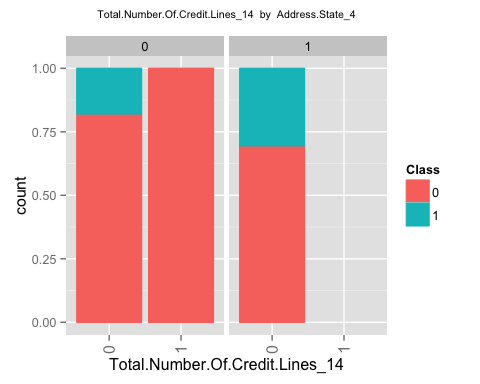 Total.Number.Of.Credit.Lines_14 by Address.State_4
0 1
1.00
0.75
0.50
0.25
0.00
count
0 1 0 1
Total.Number.Of.Credit.Lines_14
Class
0
1